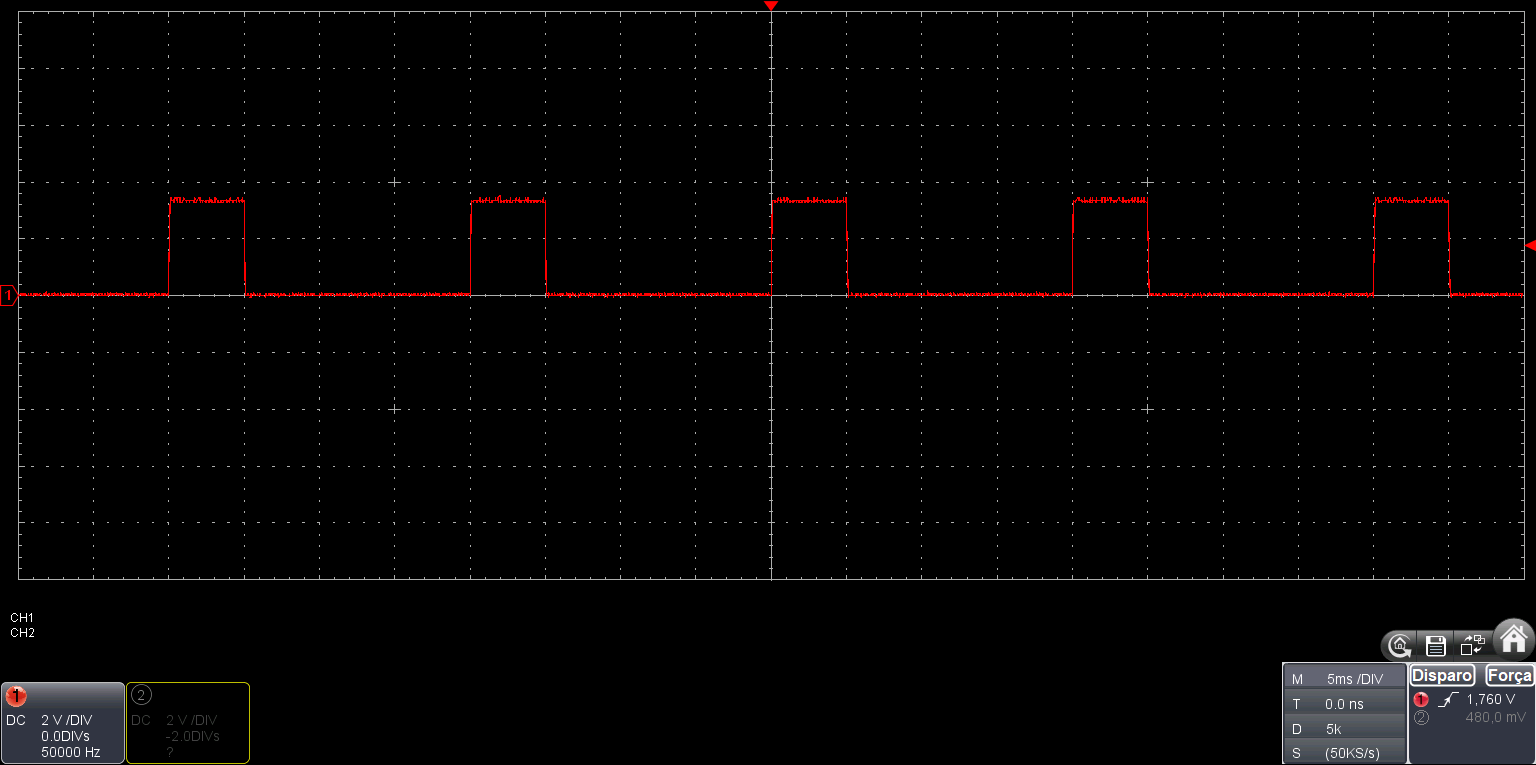 1
CH1
CH2
1
DC 2 V /DIV
0.0DIVs
50000 Hz
2
DC 2 V /DIV
-2.0DIVs
?
M 5ms /DIV
T 0.0 ns
D 5k
S (50KS/s)
Disparo Força
1 1,760 V
2 480,0 mV